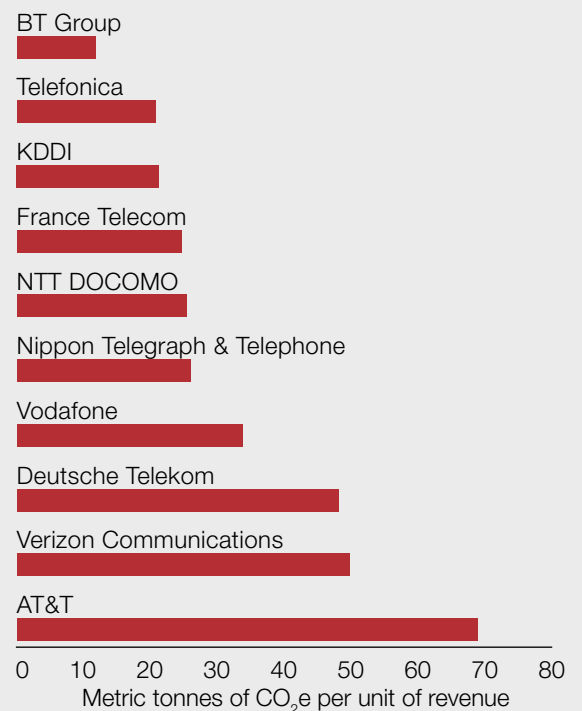 BT Group
Telefonica
KDDI
France Telecom
NTT DOCOMO
Nippon Telegraph & Telephone
Vodafone
Deutsche Telekom
Verizon Communications
AT&T
0 10 20 30 40 50 60 70 80
Metric tonnes of CO₂e per unit of revenue